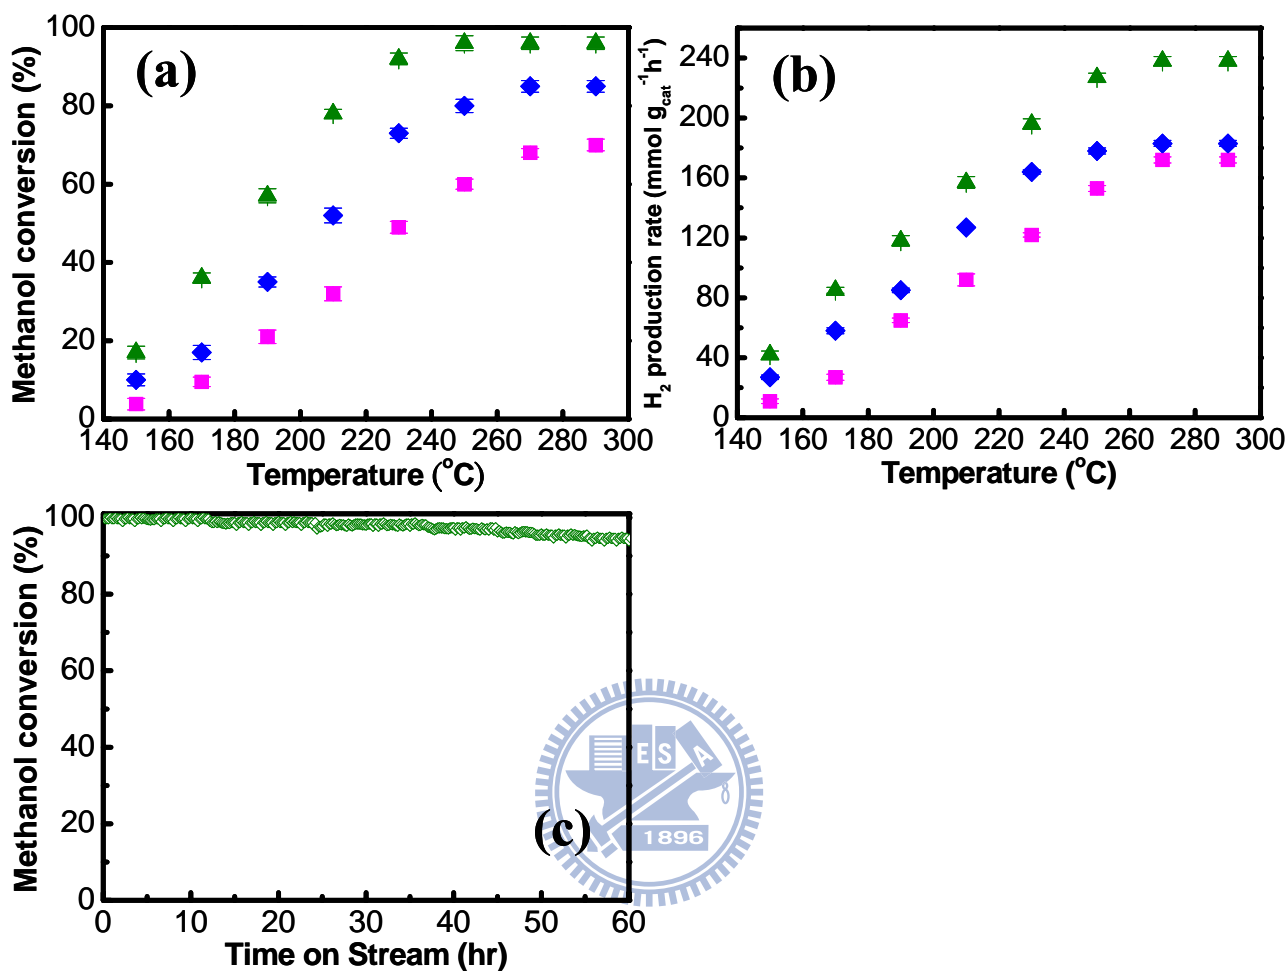 (a)
Methanol conversion (%)
100
80
60
40
20
0
140 160 180 200 220 240 260 280 300
Temperature (°C)
(b)
H₂ production rate (mmol g_cat⁻¹h⁻¹)
240
200
160
120
80
40
0
140 160 180 200 220 240 260 280 300
Temperature (°C)
Methanol conversion (%)
100
80
60
40
20
0
0 10 20 30 40 50 60
Time on Stream (hr)
(c)
E S A
1896